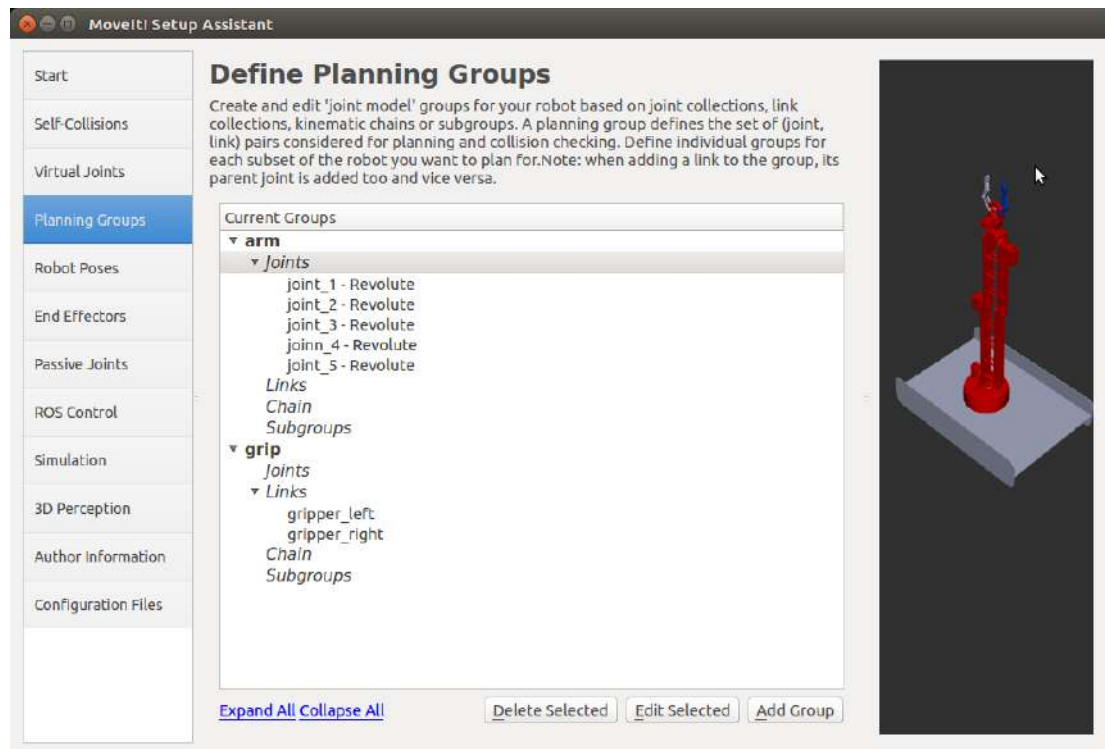 MoveIt! Setup Assistant
Start
Self-Collisions
Virtual Joints
Planning Groups
Robot Poses
End Effectors
Passive Joints
ROS Control
Simulation
3D Perception
Author Information
Configuration Files
Define Planning Groups
Create and edit 'joint model' groups for your robot based on joint collections, link
collections, kinematic chains or subgroups. A planning group defines the set of (joint,
link) pairs considered for planning and collision checking. Define individual groups for
each subset of the robot you want to plan for.Note: when adding a link to the group, its
parent joint is added too and vice versa.
Current Groups
arm
Joints
joint_1 - Revolute
joint_2 - Revolute
joint_3 - Revolute
joinn_4 - Revolute
joint_5 - Revolute
Links
Chain
Subgroups
grip
Joints
Links
gripper_left
gripper_right
Chain
Subgroups
Expand All Collapse All
Delete Selected
Edit Selected
Add Group